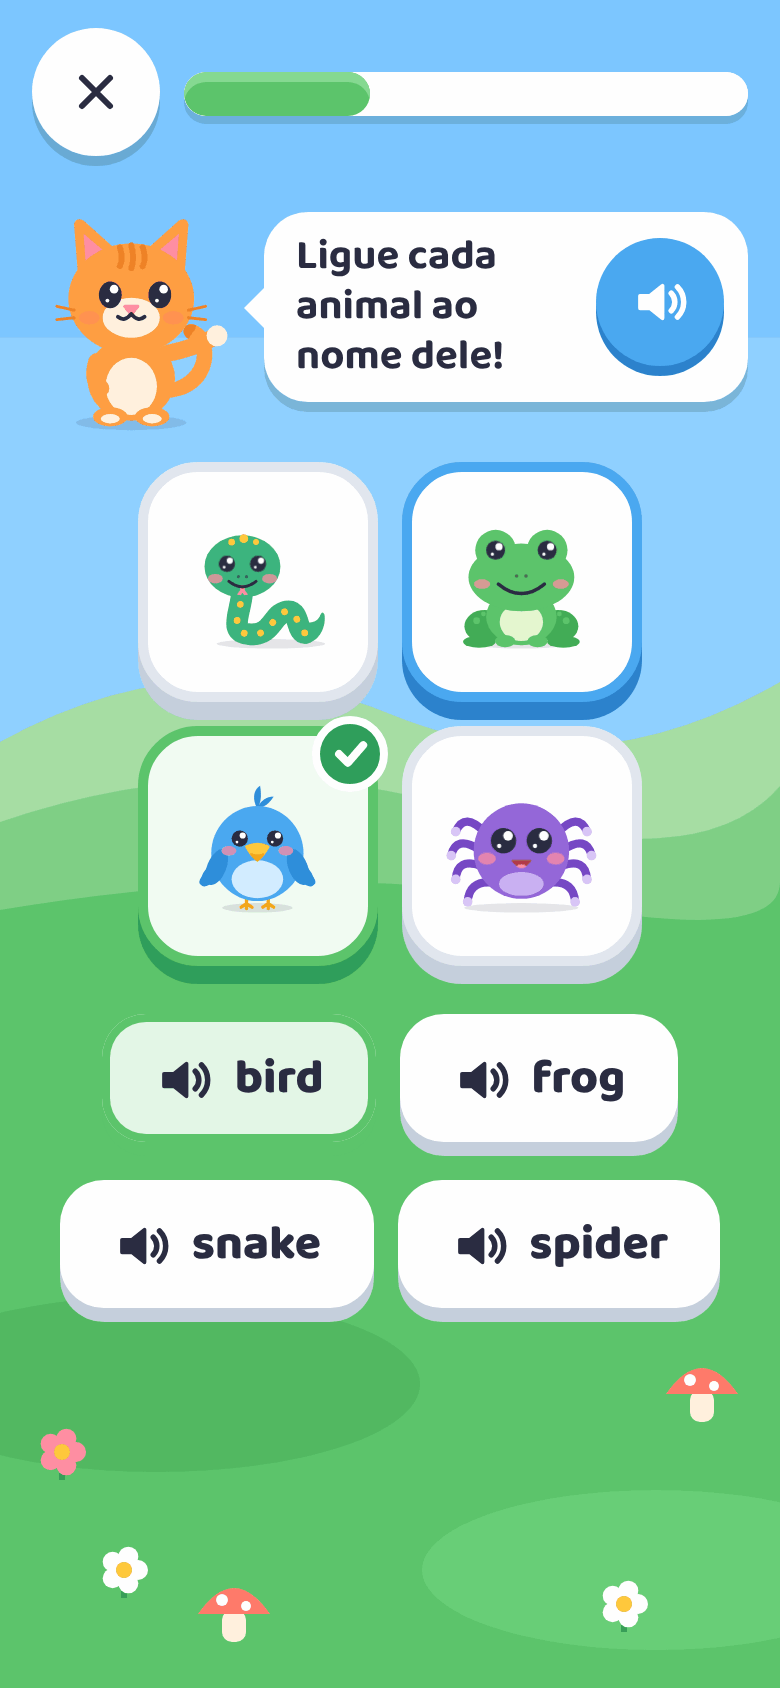 Ligue cada
animal ao
nome dele!
bird
frog
snake
spider